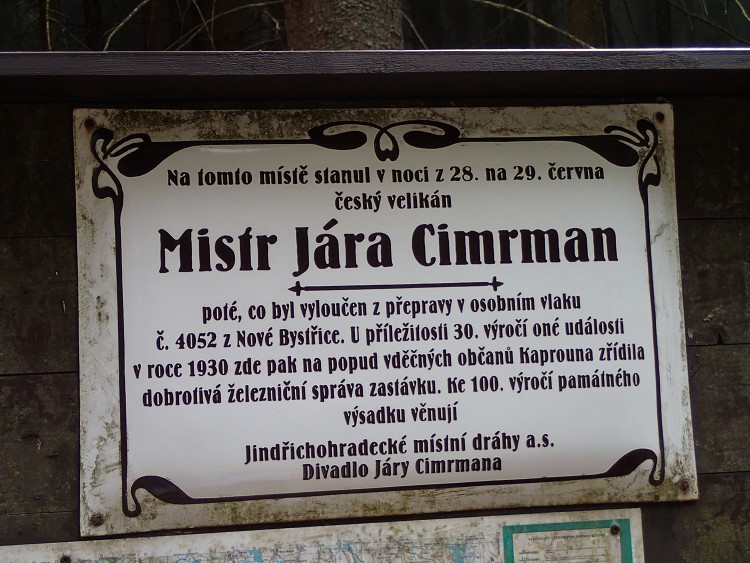 Na tomto místě stanul v noci z 28. na 29. června
český velikán
Mistr Jára Cimrman
poté, co byl vyloučen z přepravy v osobním vlaku
č. 4052 z Nové Bystřice. U příležitosti 30. výročí oné události
v roce 1930 zde pak na popud vděčných občanů Kaprouna zřídila
dobrotivá železniční správa zastávku. Ke 100. výročí památného
výsadku věnují
Jindřichohradecké místní dráhy a.s.
Divadlo Járy Cimrmana